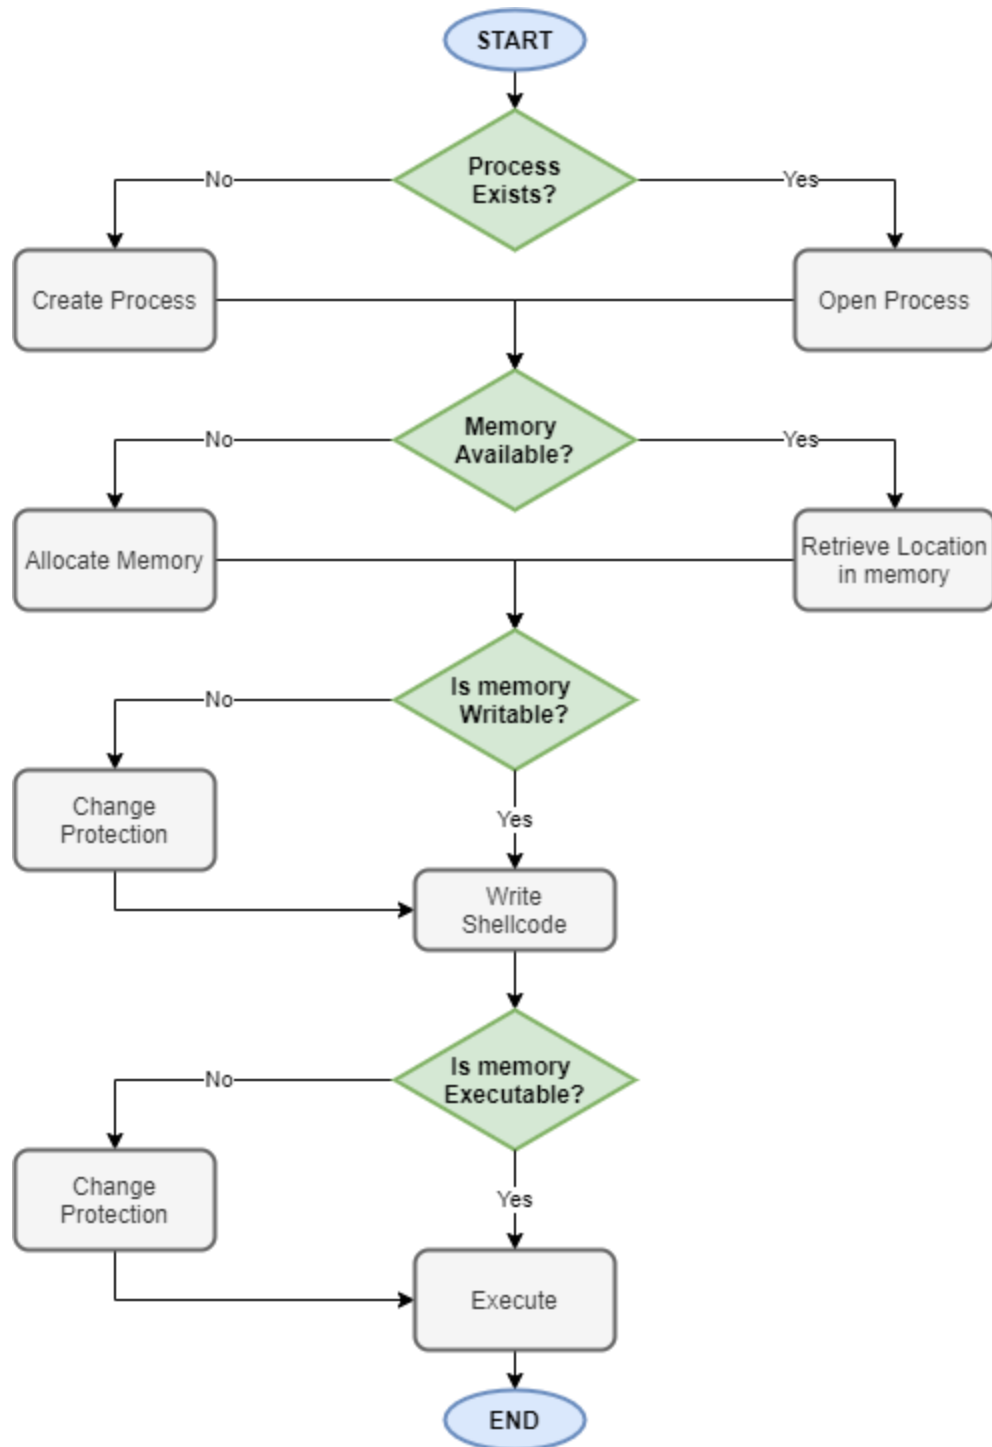 START
Process
Exists?
No
Yes
Create Process
Open Process
Memory
Available?
No
Yes
Allocate Memory
Retrieve Location
in memory
Is memory
Writable?
No
Change
Protection
Yes
Write
Shellcode
Is memory
Executable?
No
Change
Protection
Yes
Execute
END